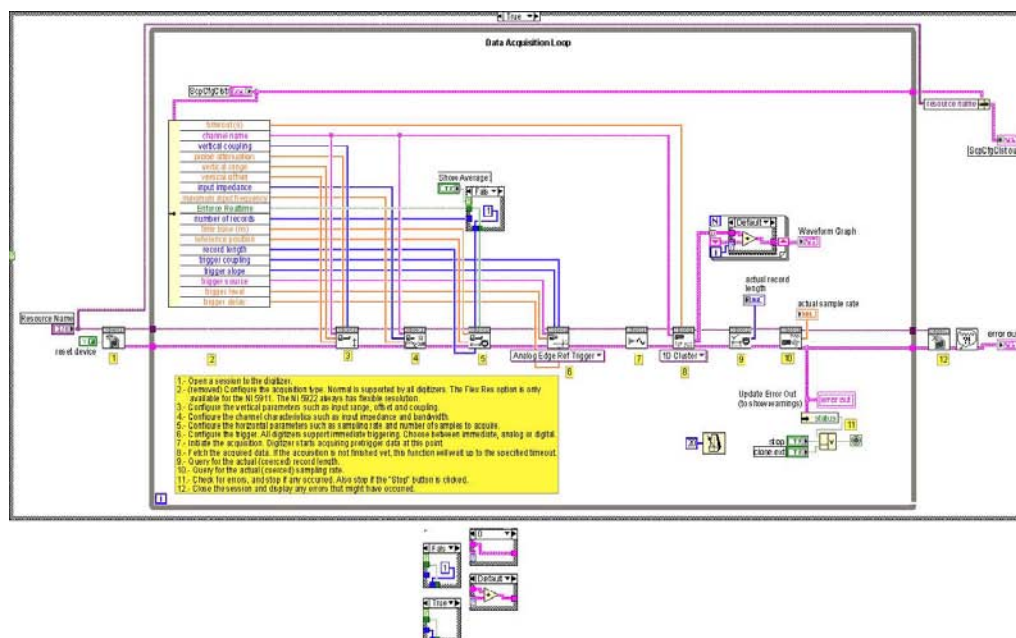 True
Data Acquisition Loop
ScpCfgClstr
resource name
ScpCfgClstr out
timeout (s)
channel name
vertical coupling
probe attenuation
vertical range
vertical offset
input impedance
maximum input frequency
Enforce Realtime
number of records
time base (ms)
reference position
record length
trigger coupling
trigger slope
trigger source
trigger level
trigger delay
Show Average
Fals
1
N
Default
i
Waveform Graph
actual record
length
actual sample rate
Resource Name
reset device
error out
Analog Edge Ref Trigger
1D Cluster
1
2
3
4
5
6
7
8
9
10
12
Update Error Out
(to show warnings)
error out
status
11
stop
close ext
1.- Open a session to the digitizer.
2.- (removed) Configure the acquisition type. Normal is supported by all digitizers. The Flex Res option is only
available for the NI 5911. The NI 5922 always has flexible resolution.
3.- Configure the vertical parameters such as input range, offset and coupling.
4.- Configure the channel characteristics such as input impedance and bandwidth.
5.- Configure the horizontal parameters such as sampling rate and number of samples to acquire.
6.- Configure the trigger. All digitizers support immediate triggering. Choose between immediate, analog or digital.
7.- Initiate the acquisition. Digitizer starts acquiring pretrigger data at this point.
8.- Fetch the acquired data. If the acquisition is not finished yet, this function will wait up to the specified timeout.
9.- Query for the actual (coerced) record length.
10.- Query for the actual (coerced) sampling rate.
11.- Check for errors, and stop if any occurred. Also stop if the "Stop" button is clicked.
12.- Close the session and display any errors that might have occurred.
i
Fals
1
0
Default
True